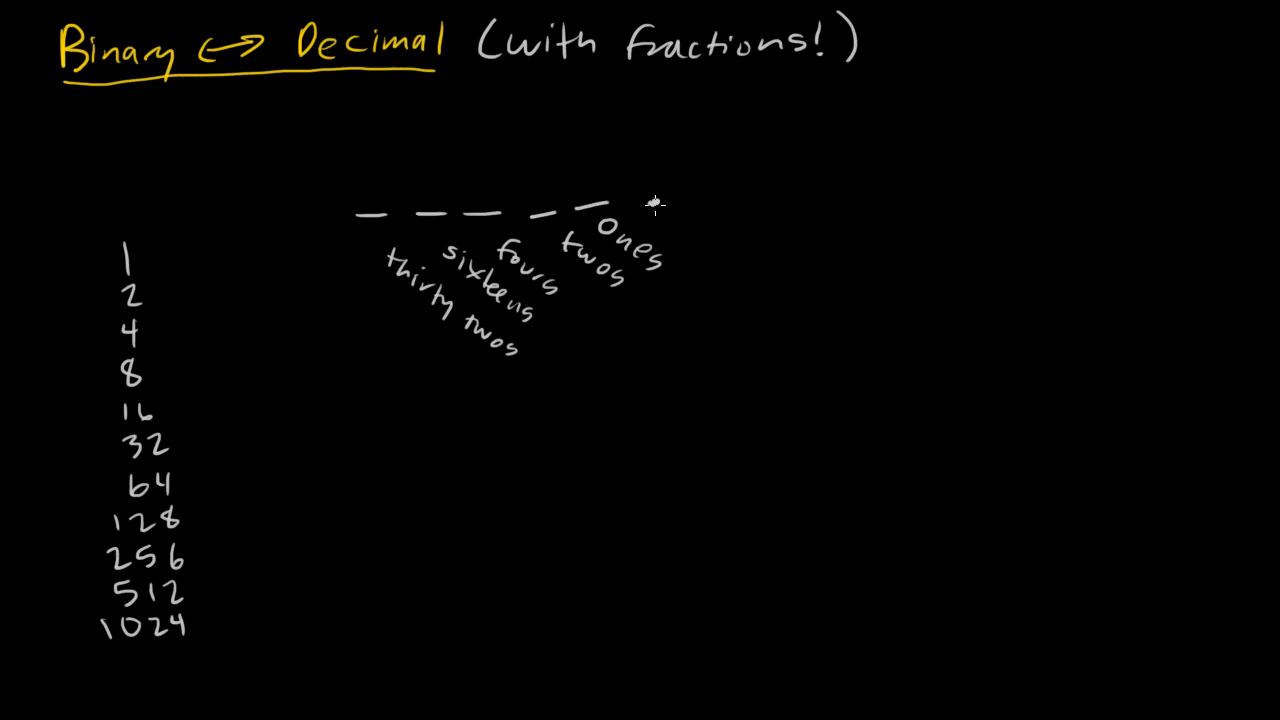 Binary <-> Decimal (with fractions!)
ones
twos
fours
sixteens
thirty twos
1
2
4
8
16
32
64
128
256
512
1024